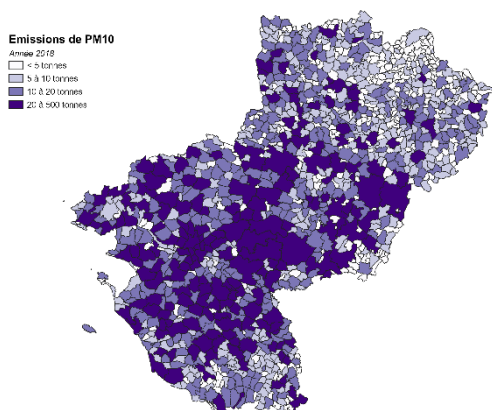 Emissions de PM10
Année 2018
< 5 tonnes
5 à 10 tonnes
10 à 20 tonnes
20 à 500 tonnes